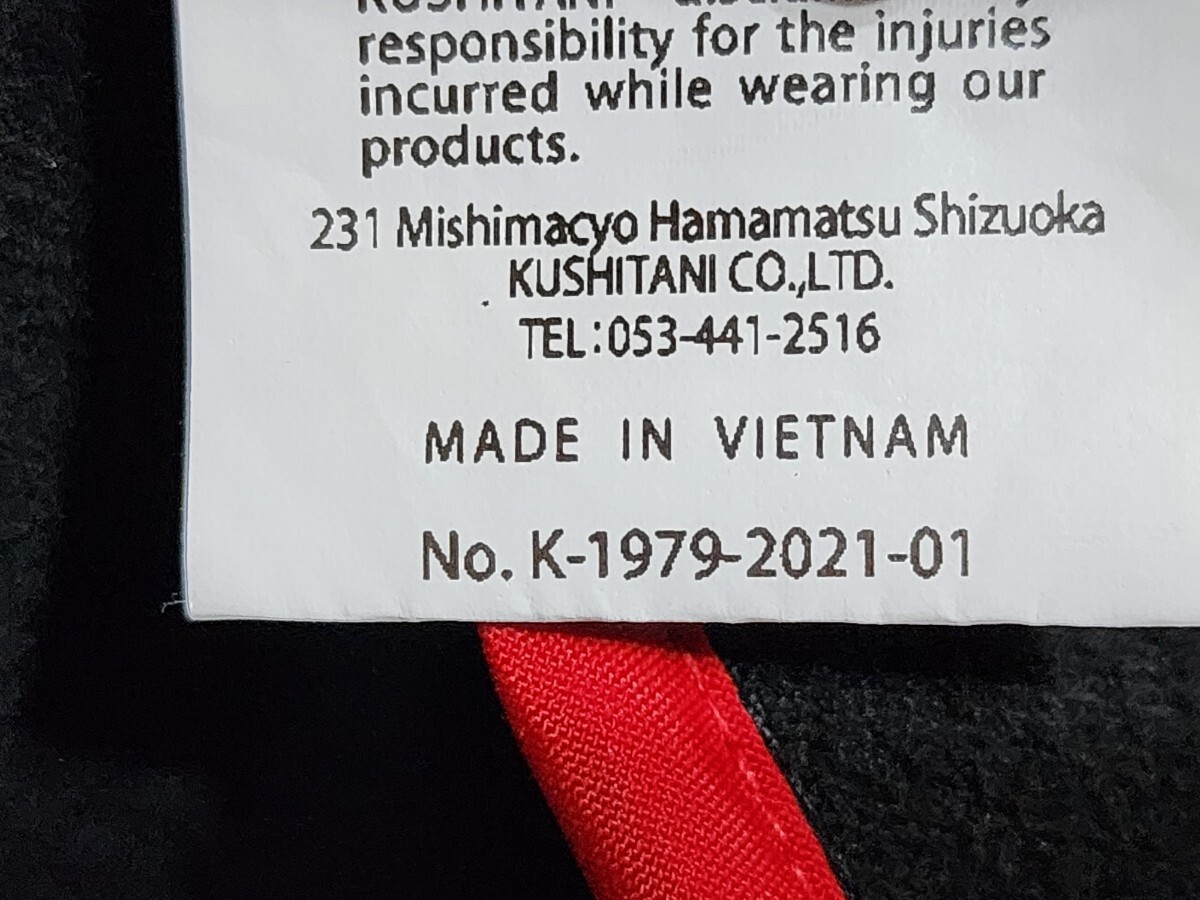 KUSHITANI
responsibility for the injuries
incurred while wearing our
products.
231 Mishimacyo Hamamatsu Shizuoka
KUSHITANI CO.,LTD.
TEL:053-441-2516
MADE IN VIETNAM
No. K-1979-2021-01